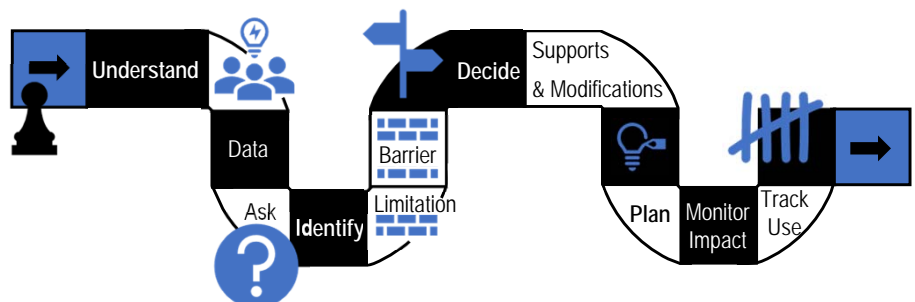 Understand
Data
Ask
?
Identify
Limitation
Barrier
Decide
Supports
& Modifications
Plan
Monitor
Impact
Track
Use